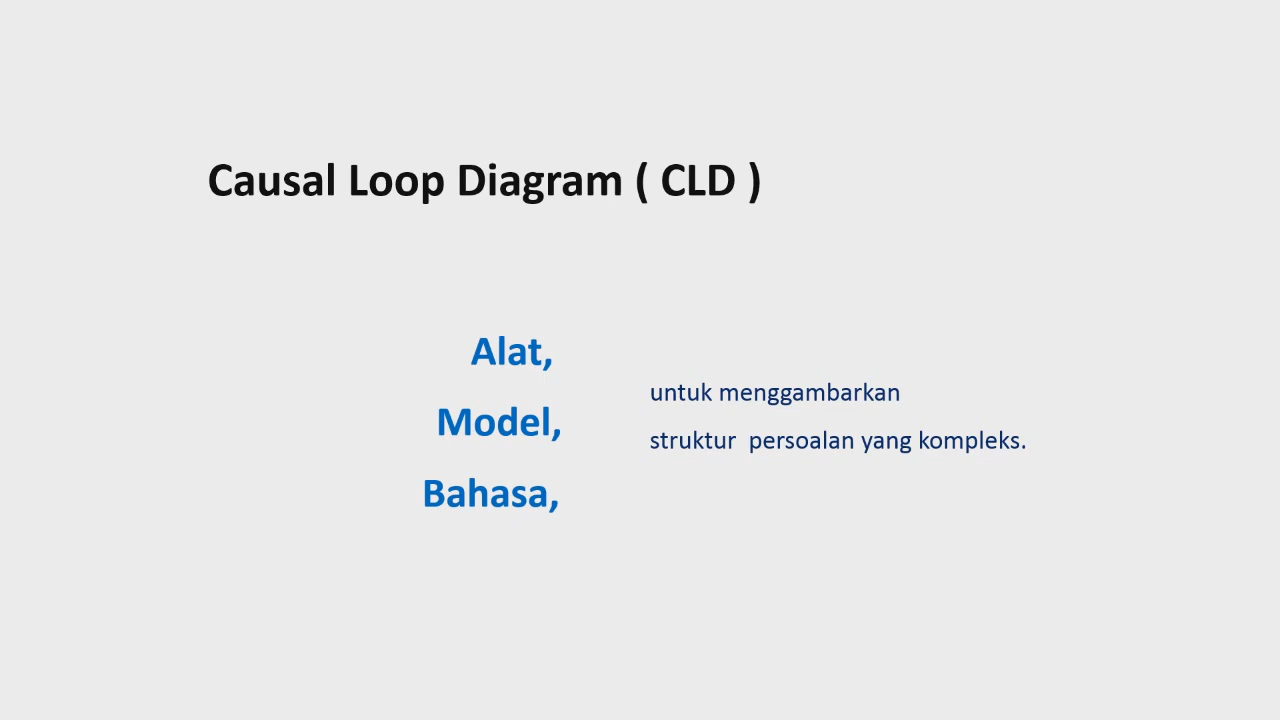 Causal Loop Diagram ( CLD )
Alat,
Model,
Bahasa,
untuk menggambarkan
struktur persoalan yang kompleks.